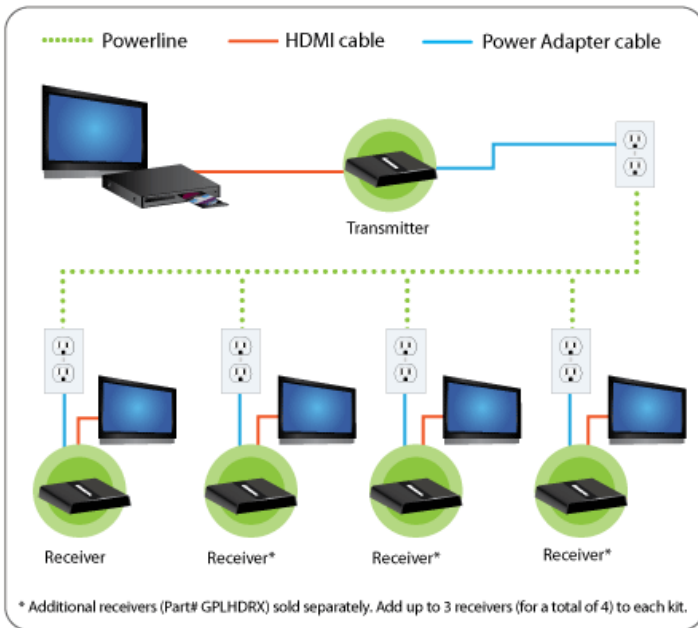 Powerline HDMI cable Power Adapter cable
Transmitter
Receiver Receiver* Receiver* Receiver*
* Additional receivers (Part# GPLHDRX) sold separately. Add up to 3 receivers (for a total of 4) to each kit.